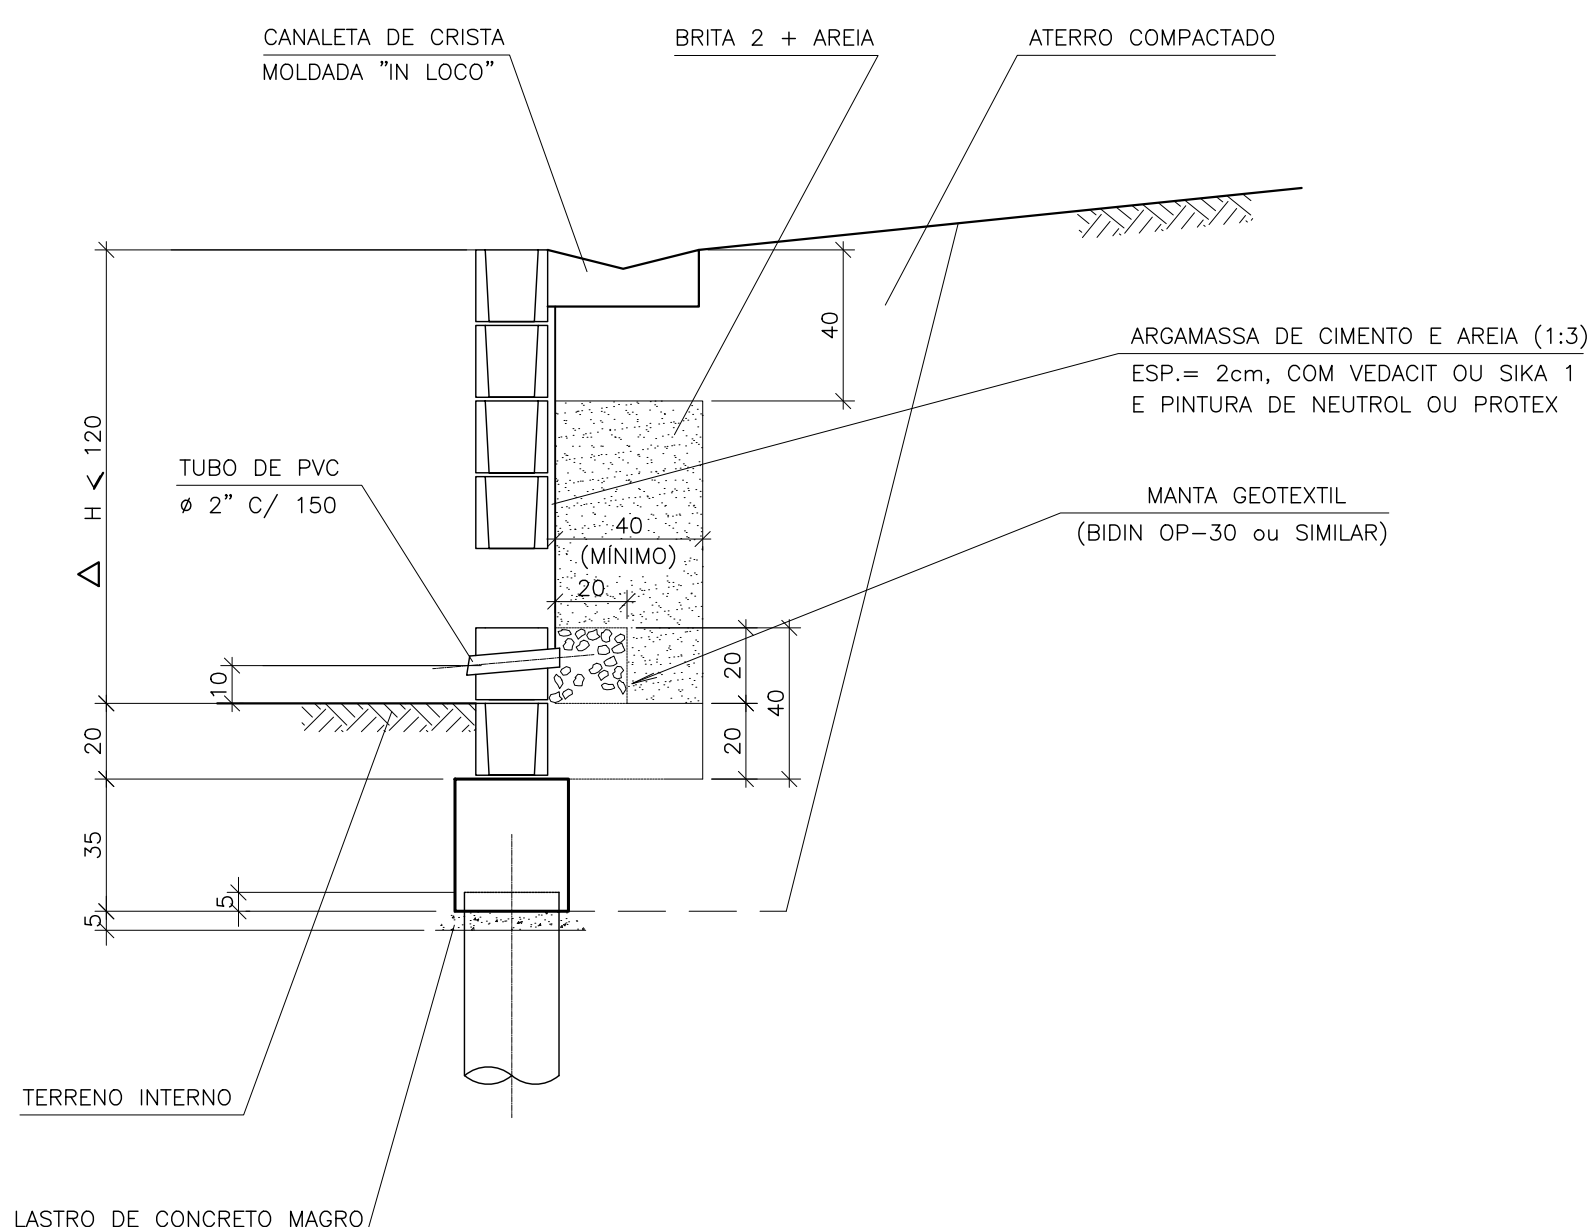 CANALETA DE CRISTA
MOLDADA "IN LOCO"
BRITA 2 + AREIA
ATERRO COMPACTADO
40
ARGAMASSA DE CIMENTO E AREIA (1:3)
ESP.= 2cm, COM VEDACIT OU SIKA 1
E PINTURA DE NEUTROL OU PROTEX
H < 120
TUBO DE PVC
ø 2" C/ 150
MANTA GEOTEXTIL
(BIDIN OP-30 ou SIMILAR)
40
(MÍNIMO)
20
10
20
40
20
20
35
5
5
TERRENO INTERNO
LASTRO DE CONCRETO MAGRO